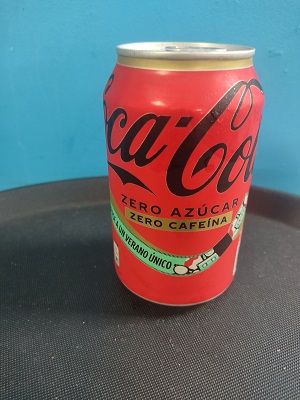 Coca-Cola
ZERO AZÚCAR
ZERO CAFEÍNA
A UN VERANO ÚNICO